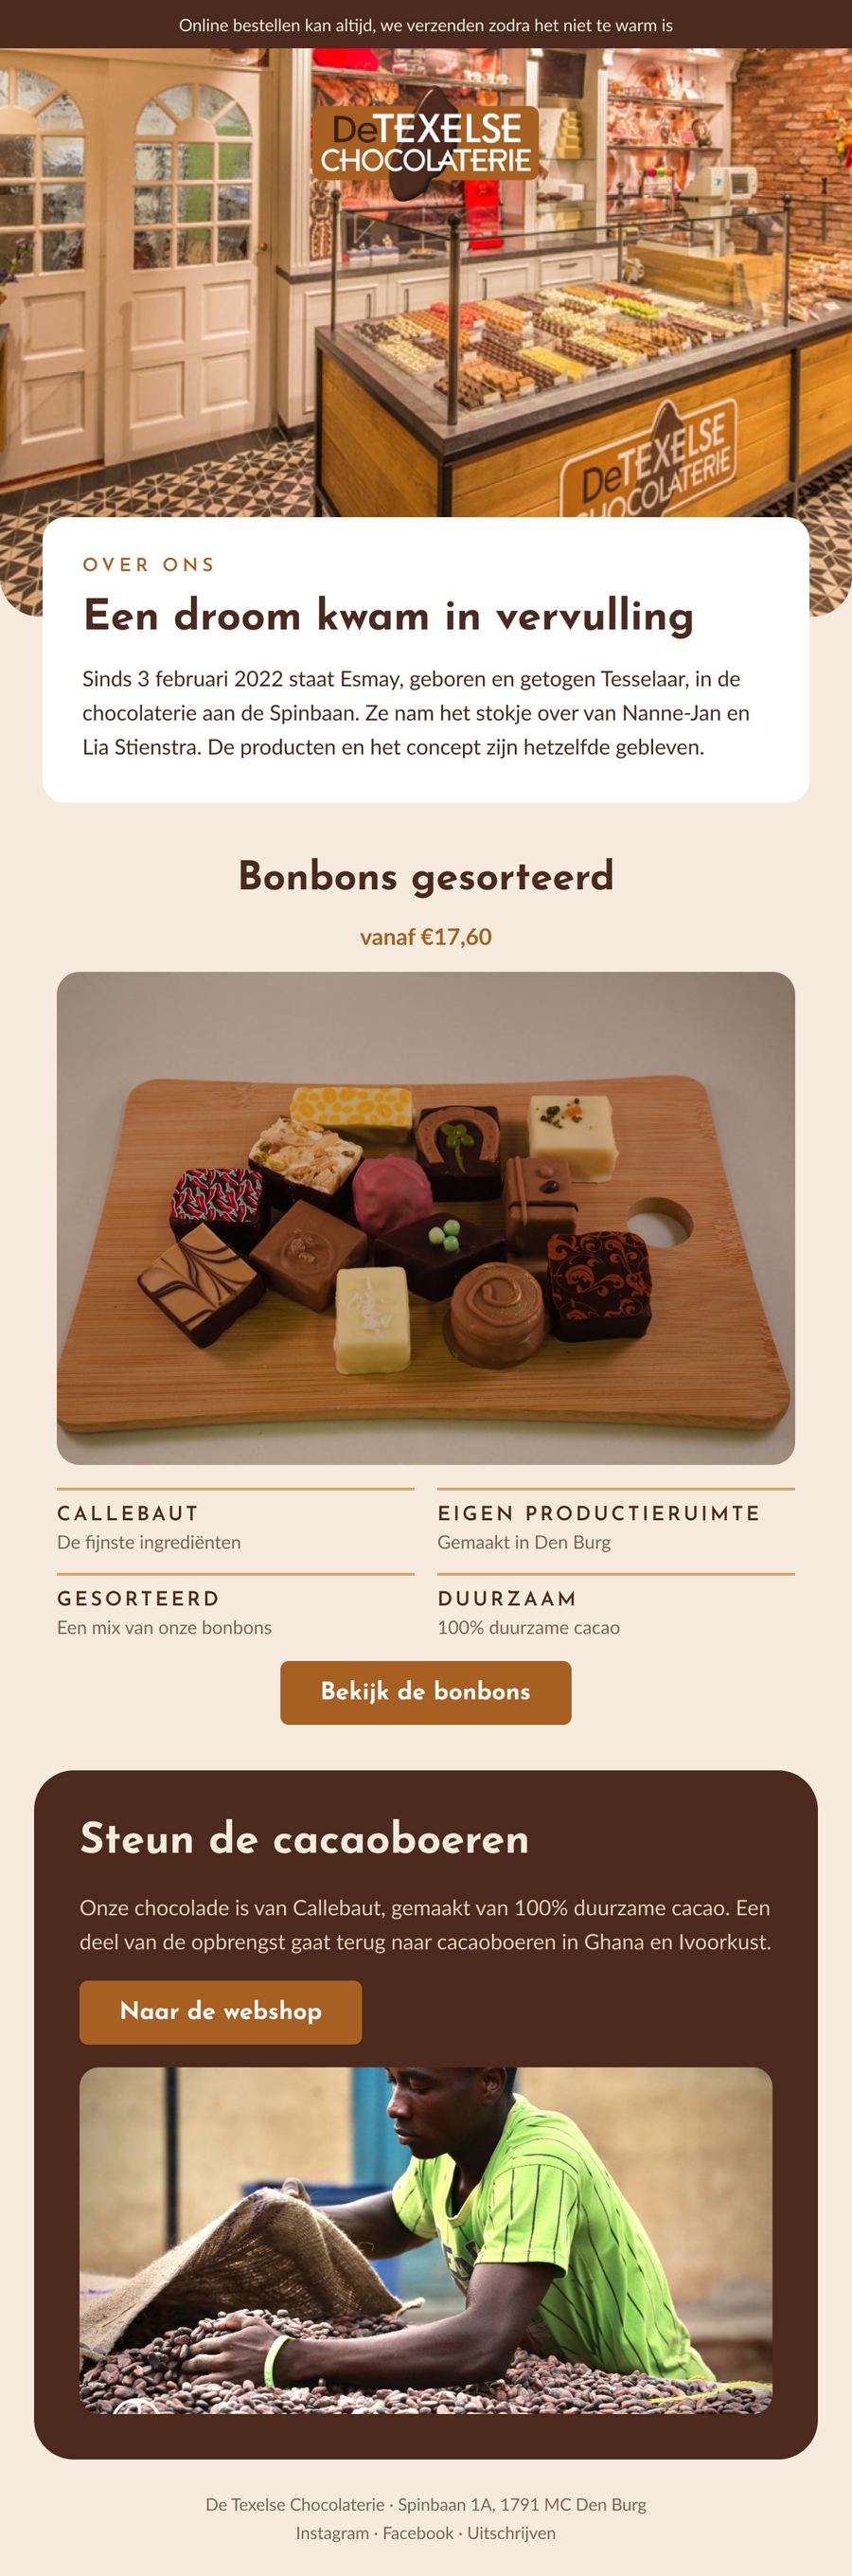 Online bestellen kan altijd, we verzenden zodra het niet te warm is
DeTEXELSE
CHOCOLATERIE
DeTEXELSE
CHOCOLATERIE
OVER ONS
Een droom kwam in vervulling
Sinds 3 februari 2022 staat Esmay, geboren en getogen Tesselaar, in de
chocolaterie aan de Spinbaan. Ze nam het stokje over van Nanne-Jan en
Lia Stienstra. De producten en het concept zijn hetzelfde gebleven.
Bonbons gesorteerd
vanaf €17,60
CALLEBAUT
De fijnste ingrediënten
EIGEN PRODUCTIERUIMTE
Gemaakt in Den Burg
GESORTEERD
Een mix van onze bonbons
DUURZAAM
100% duurzame cacao
Bekijk de bonbons
Steun de cacaoboeren
Onze chocolade is van Callebaut, gemaakt van 100% duurzame cacao. Een
deel van de opbrengst gaat terug naar cacaoboeren in Ghana en Ivoorkust.
Naar de webshop
De Texelse Chocolaterie · Spinbaan 1A, 1791 MC Den Burg
Instagram · Facebook · Uitschrijven